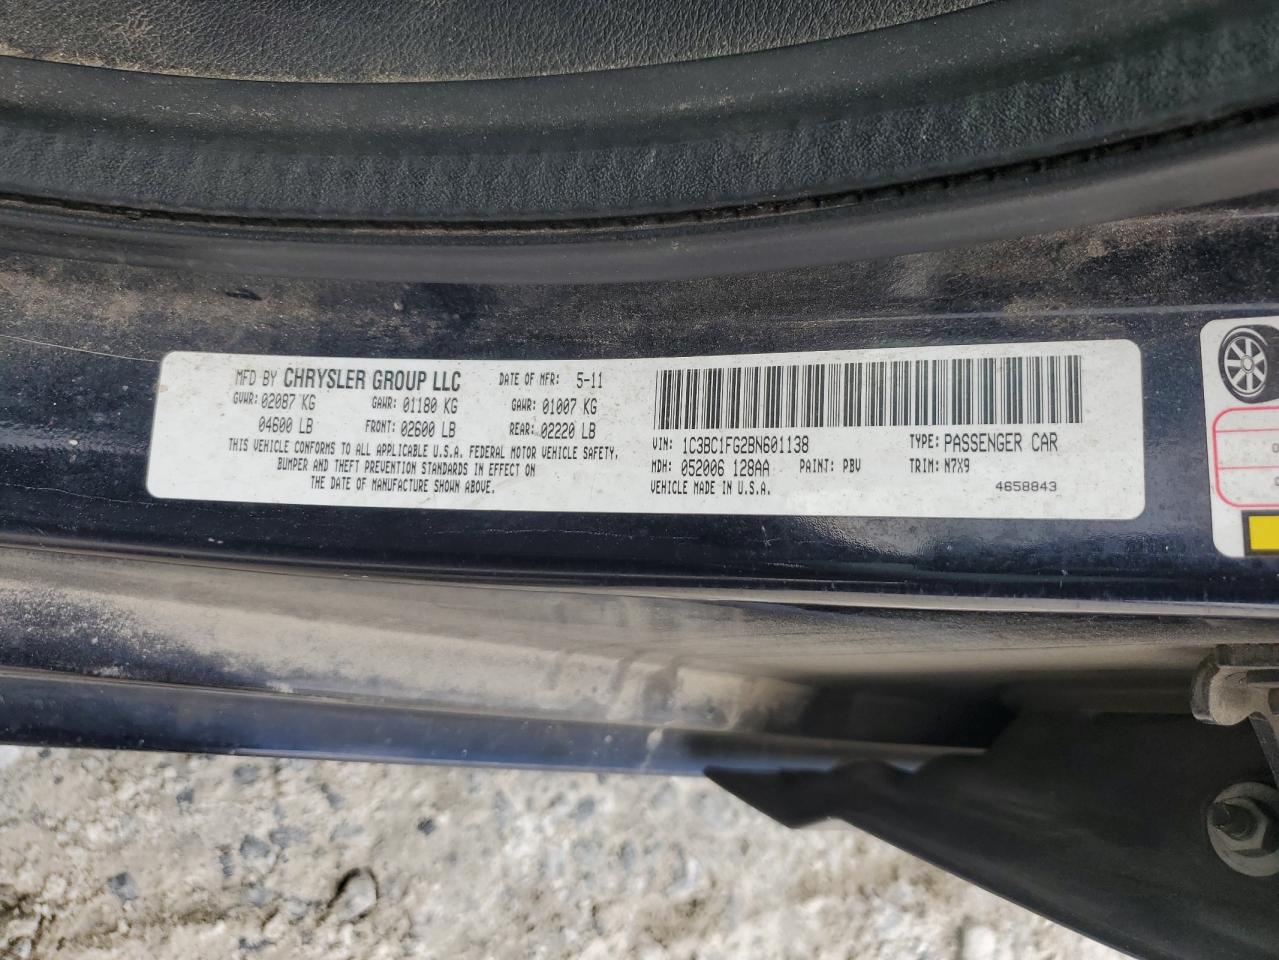 MFD BY CHRYSLER GROUP LLC DATE OF MFR: 5-11
GVWR: 02087 KG GAWR: 01180 KG GAWR: 01007 KG
04600 LB FRONT: 02600 LB REAR: 02220 LB
THIS VEHICLE CONFORMS TO ALL APPLICABLE U.S.A. FEDERAL MOTOR VEHICLE SAFETY,
BUMPER AND THEFT PREVENTION STANDARDS IN EFFECT ON
THE DATE OF MANUFACTURE SHOWN ABOVE.
VIN: 1C3BC1FG2BN601138 TYPE: PASSENGER CAR
MDH: 052006 128AA PAINT: PBV TRIM: N7X9
VEHICLE MADE IN U.S.A. 4658843